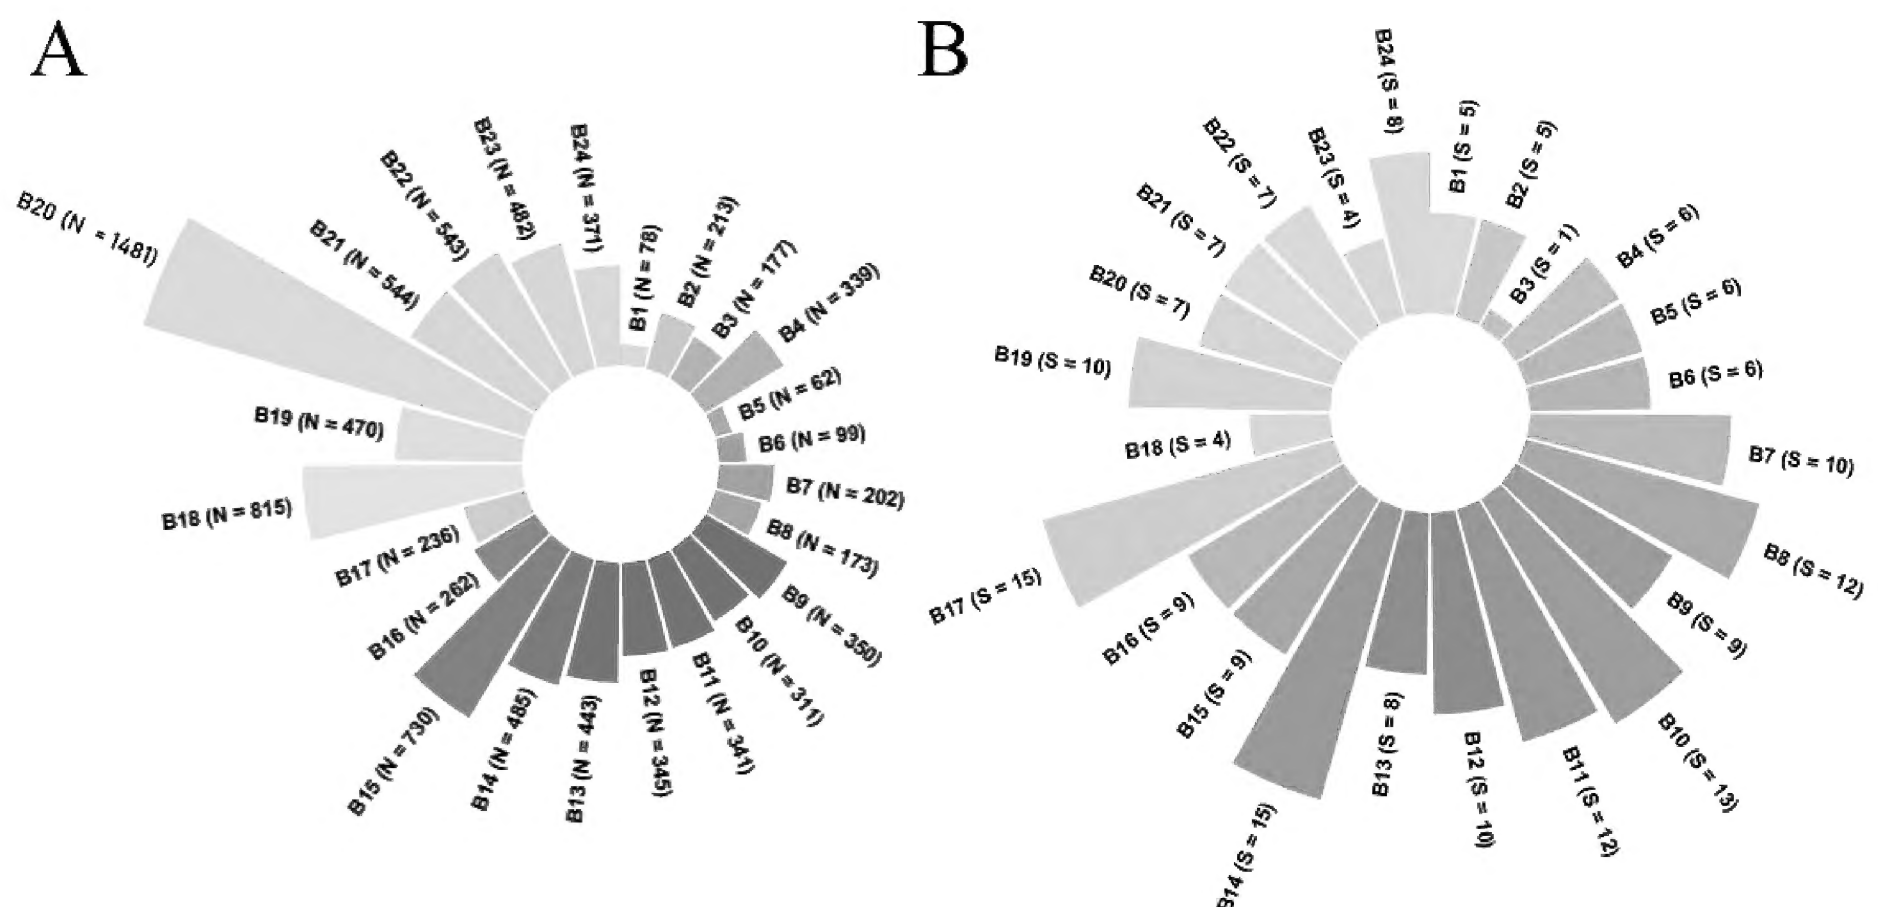 A
B1 (N = 78)
B2 (N = 213)
B3 (N = 177)
B4 (N = 339)
B5 (N = 62)
B6 (N = 99)
B7 (N = 202)
B8 (N = 173)
B9 (N = 350)
B10 (N = 311)
B11 (N = 341)
B12 (N = 345)
B13 (N = 443)
B14 (N = 485)
B15 (N = 730)
B16 (N = 262)
B17 (N = 236)
B18 (N = 815)
B19 (N = 470)
B20 (N = 1481)
B21 (N = 544)
B22 (N = 543)
B23 (N = 482)
B24 (N = 371)
B
B1 (S = 5)
B2 (S = 5)
B3 (S = 1)
B4 (S = 6)
B5 (S = 6)
B6 (S = 6)
B7 (S = 10)
B8 (S = 12)
B9 (S = 9)
B10 (S = 13)
B11 (S = 12)
B12 (S = 10)
B13 (S = 8)
B14 (S = 15)
B15 (S = 9)
B16 (S = 9)
B17 (S = 15)
B18 (S = 4)
B19 (S = 10)
B20 (S = 7)
B21 (S = 7)
B22 (S = 7)
B23 (S = 4)
B24 (S = 8)